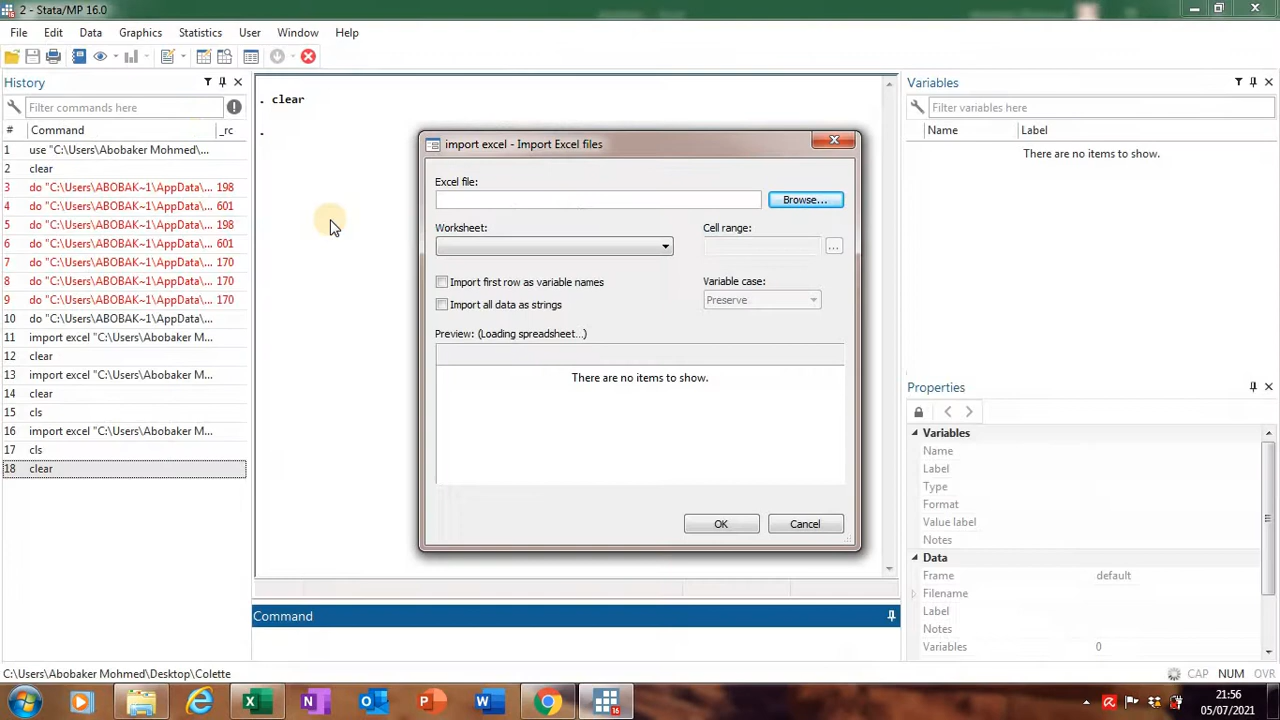 2 - Stata/MP 16.0
File Edit Data Graphics Statistics User Window Help
History
Filter commands here
# Command _rc
1 use "C:\Users\Abobaker Mohmed\...
2 clear
3 do "C:\Users\ABOBAK~1\AppData\... 198
4 do "C:\Users\ABOBAK~1\AppData\... 601
5 do "C:\Users\ABOBAK~1\AppData\... 198
6 do "C:\Users\ABOBAK~1\AppData\... 601
7 do "C:\Users\ABOBAK~1\AppData\... 170
8 do "C:\Users\ABOBAK~1\AppData\... 170
9 do "C:\Users\ABOBAK~1\AppData\... 170
10 do "C:\Users\ABOBAK~1\AppData\...
11 import excel "C:\Users\Abobaker M...
12 clear
13 import excel "C:\Users\Abobaker M...
14 clear
15 cls
16 import excel "C:\Users\Abobaker M...
17 cls
18 clear
. clear
.
import excel - Import Excel files
Excel file:
Browse...
Worksheet: Cell range:
...
Import first row as variable names
Variable case:
Import all data as strings
Preserve
Preview: (Loading spreadsheet...)
There are no items to show.
OK Cancel
Command
Variables
Filter variables here
Name Label
There are no items to show.
Properties
Variables
Name
Label
Type
Format
Value label
Notes
Data
Frame default
Filename
Label
Notes
Variables 0
C:\Users\Abobaker Mohmed\Desktop\Colette
CAP NUM OVR
16
21:56
05/07/2021